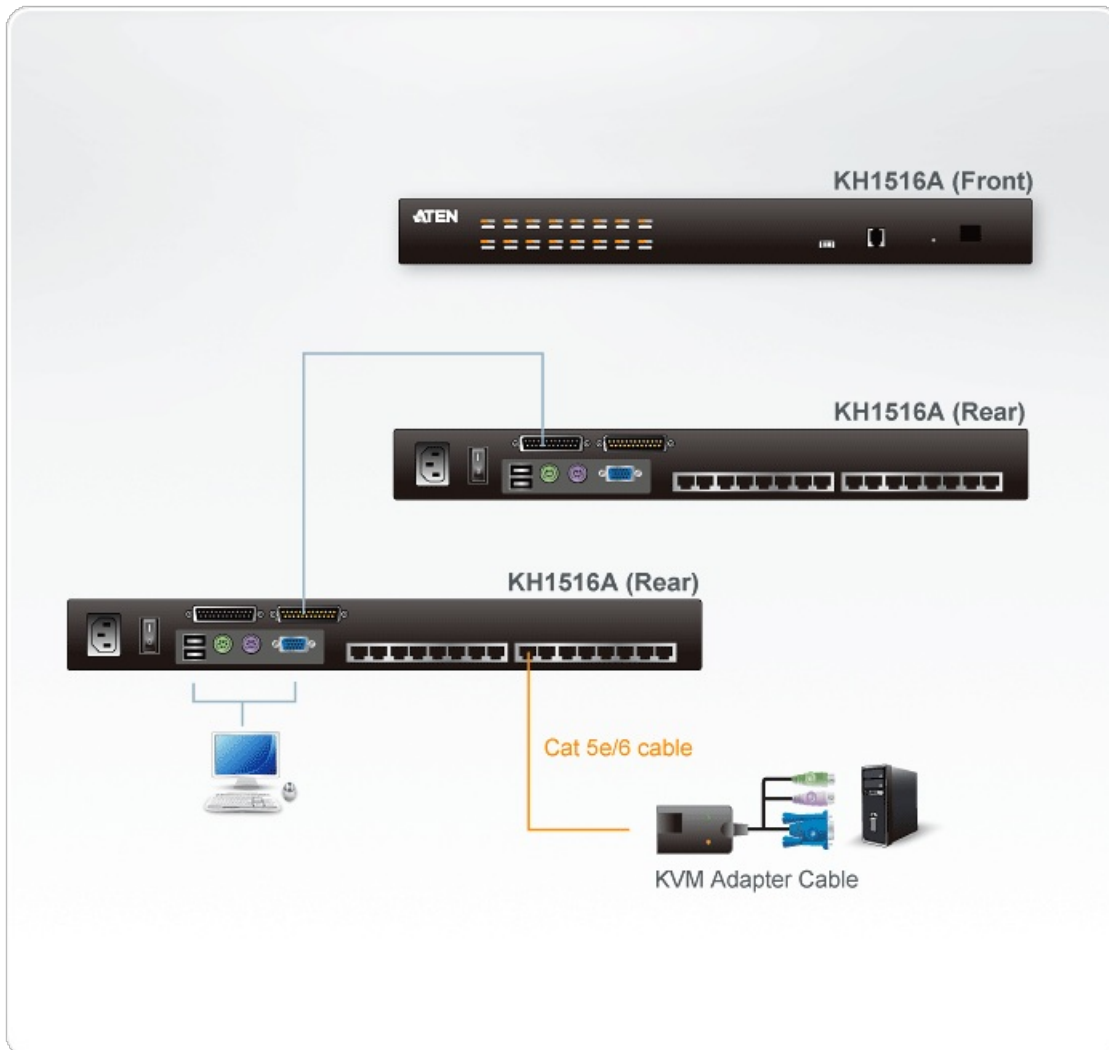 KH1516A (Front)
ATEN
KH1516A (Rear)
KH1516A (Rear)
Cat 5e/6 cable
KVM Adapter Cable